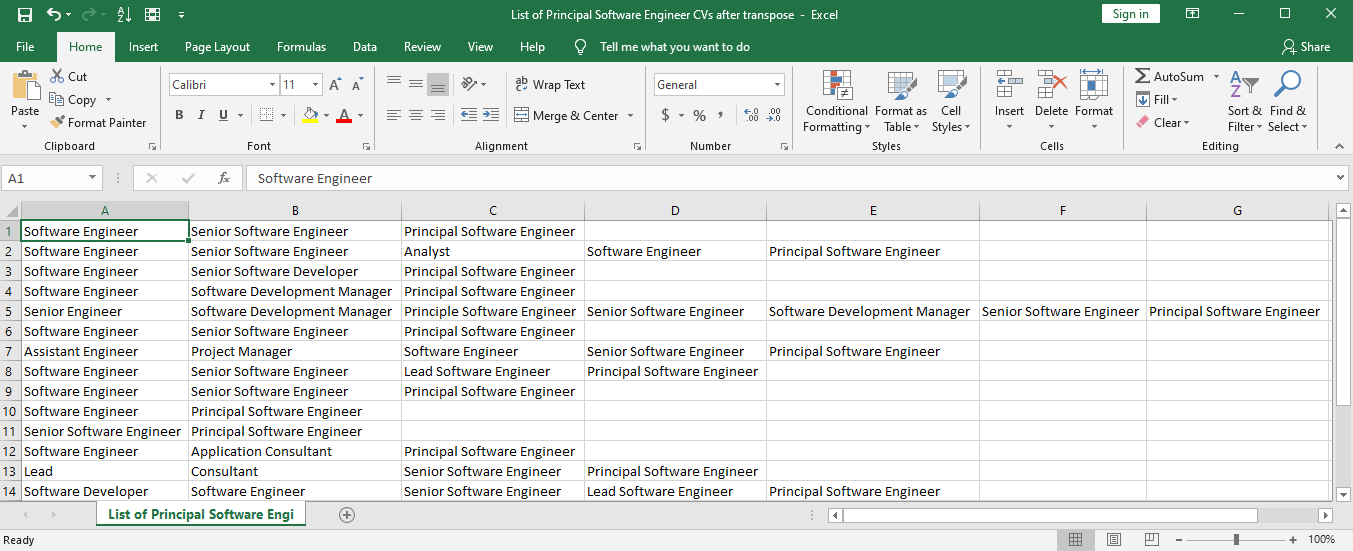 List of Principal Software Engineer CVs after transpose - Excel
Sign in
File Home Insert Page Layout Formulas Data Review View Help Tell me what you want to do Share
Paste Cut Copy Format Painter Clipboard
Calibri 11 B I U A Font
Wrap Text Merge & Center Alignment
General $ % , Number
Conditional Formatting Format as Table Cell Styles Styles
Insert Delete Format Cells
AutoSum Fill Clear Sort & Filter Find & Select Editing
A1 fx Software Engineer
A B C D E F G
1 Software Engineer Senior Software Engineer Principal Software Engineer
2 Software Engineer Senior Software Engineer Analyst Software Engineer Principal Software Engineer
3 Software Engineer Senior Software Developer Principal Software Engineer
4 Software Engineer Software Development Manager Principal Software Engineer
5 Senior Engineer Software Development Manager Principle Software Engineer Senior Software Engineer Software Development Manager Senior Software Engineer Principal Software Engineer
6 Software Engineer Senior Software Engineer Principal Software Engineer
7 Assistant Engineer Project Manager Software Engineer Senior Software Engineer Principal Software Engineer
8 Software Engineer Senior Software Engineer Lead Software Engineer Principal Software Engineer
9 Software Engineer Senior Software Engineer Principal Software Engineer
10 Software Engineer Principal Software Engineer
11 Senior Software Engineer Principal Software Engineer
12 Software Engineer Application Consultant Principal Software Engineer
13 Lead Consultant Senior Software Engineer Principal Software Engineer
14 Software Developer Software Engineer Senior Software Engineer Lead Software Engineer Principal Software Engineer
List of Principal Software Engi
Ready 100%